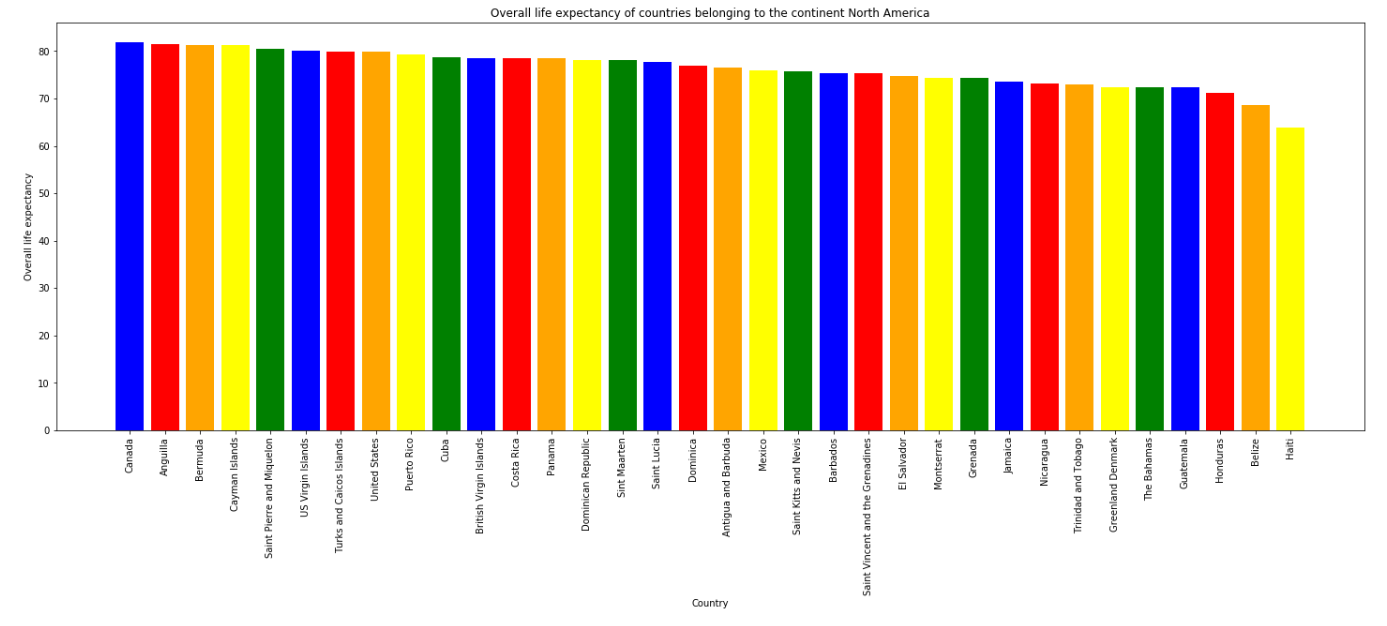 Overall life expectancy of countries belonging to the continent North America
Overall life expectancy
80
70
60
50
40
30
20
10
0
Canada
Anguilla
Bermuda
Cayman Islands
Saint Pierre and Miquelon
US Virgin Islands
Turks and Caicos Islands
United States
Puerto Rico
Cuba
British Virgin Islands
Costa Rica
Panama
Dominican Republic
Sint Maarten
Saint Lucia
Dominica
Antigua and Barbuda
Mexico
Saint Kitts and Nevis
Barbados
Saint Vincent and the Grenadines
El Salvador
Montserrat
Grenada
Jamaica
Nicaragua
Trinidad and Tobago
Greenland Denmark
The Bahamas
Guatemala
Honduras
Belize
Haiti
Country